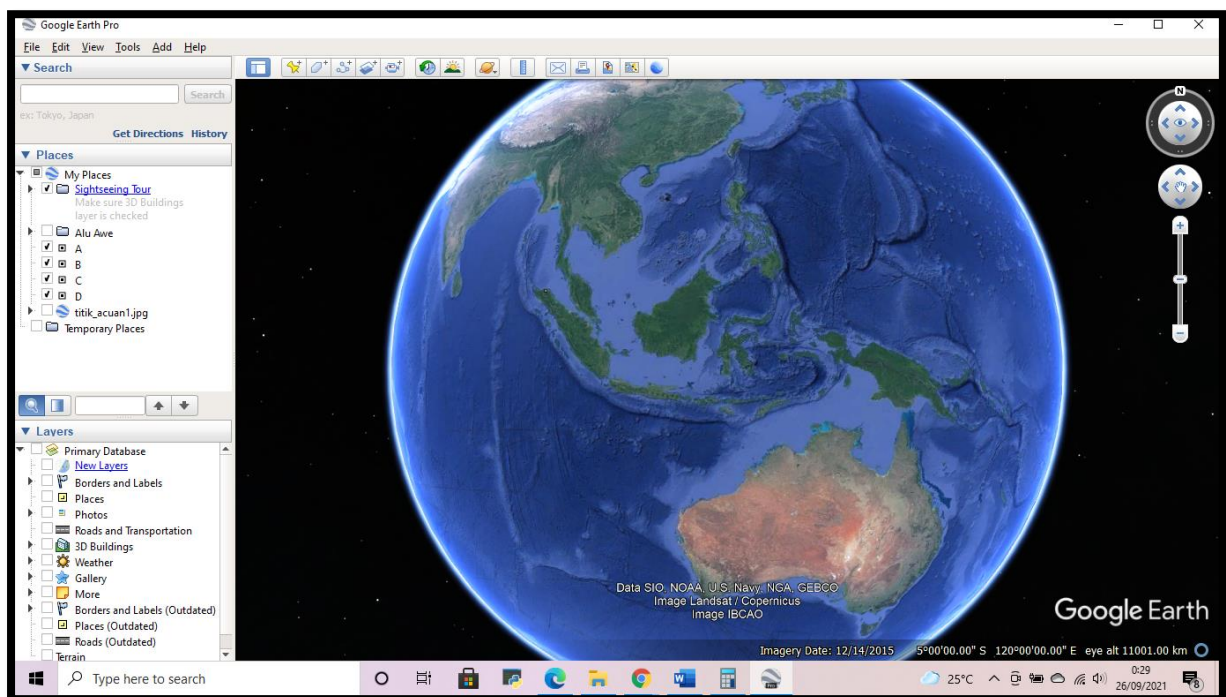 Google Earth Pro
File Edit View Tools Add Help
Search
Search
ex: Tokyo, Japan
Get Directions History
Places
My Places
Sightseeing Tour
Make sure 3D Buildings
layer is checked
Alu Awe
A
B
C
D
titik_acuan1.jpg
Temporary Places
Layers
Primary Database
New Layers
Borders and Labels
Places
Photos
Roads and Transportation
3D Buildings
Weather
Gallery
More
Borders and Labels (Outdated)
Places (Outdated)
Roads (Outdated)
Terrain
N
Data SIO, NOAA, U.S. Navy, NGA, GEBCO
Image Landsat / Copernicus
Image IBCAO
Google Earth
Imagery Date: 12/14/2015 5°00'00.00" S 120°00'00.00" E eye alt 11001.00 km
Type here to search
25°C
0:29
26/09/2021
8